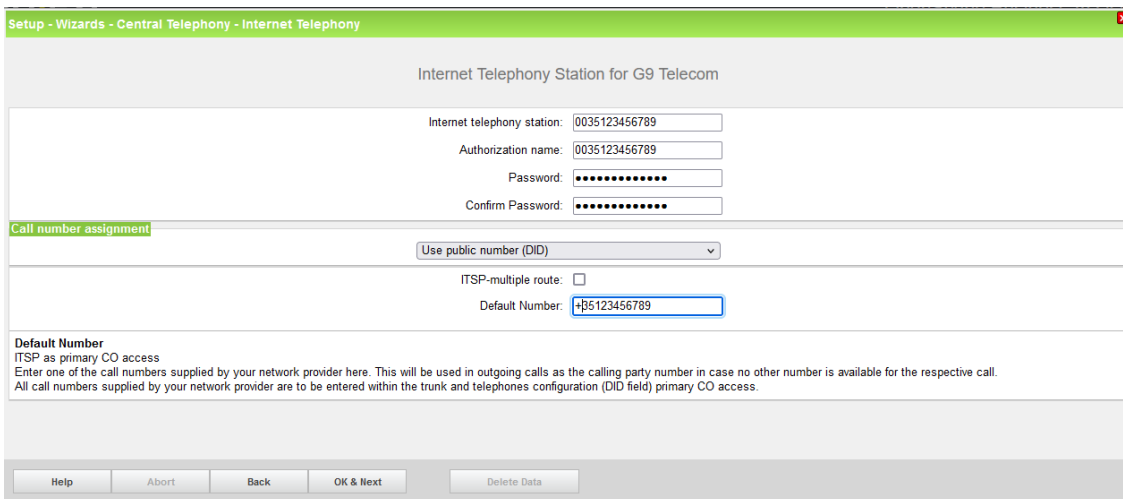 Setup - Wizards - Central Telephony - Internet Telephony
Internet Telephony Station for G9 Telecom
Internet telephony station: 0035123456789
Authorization name: 0035123456789
Password: •••••••••••••
Confirm Password: •••••••••••••
Call number assignment
Use public number (DID)
ITSP-multiple route:
Default Number: +35123456789
Default Number
ITSP as primary CO access
Enter one of the call numbers supplied by your network provider here. This will be used in outgoing calls as the calling party number in case no other number is available for the respective call.
All call numbers supplied by your network provider are to be entered within the trunk and telephones configuration (DID field) primary CO access.
Help Abort Back OK & Next Delete Data